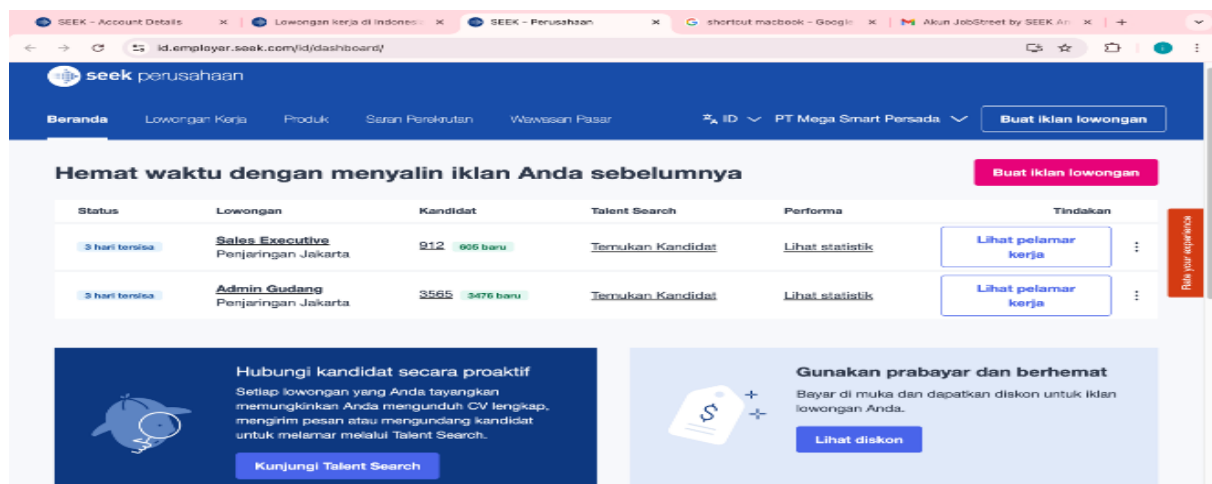 SEEK - Account Details
Lowongan kerja di Indones
SEEK - Perusahaan
shortcut macbook - Google
Akun JobStreet by SEEK An
id.employer.seek.com/id/dashboard/
seek perusahaan
Beranda Lowongan Kerja Produk Saran Perekrutan Wawasan Pasar ID PT Mega Smart Persada Buat iklan lowongan
Hemat waktu dengan menyalin iklan Anda sebelumnya Buat iklan lowongan
Status Lowongan Kandidat Talent Search Performa Tindakan
3 hari tersisa Sales Executive 912 605 baru Temukan Kandidat Lihat statistik Lihat pelamar
Penjaringan Jakarta kerja
3 hari tersisa Admin Gudang 3565 3476 baru Temukan Kandidat Lihat statistik Lihat pelamar
Penjaringan Jakarta kerja
Rate your experience
Hubungi kandidat secara proaktif
Setiap lowongan yang Anda tayangkan
memungkinkan Anda mengunduh CV lengkap,
mengirim pesan atau mengundang kandidat
untuk melamar melalui Talent Search.
Kunjungi Talent Search
Gunakan prabayar dan berhemat
Bayar di muka dan dapatkan diskon untuk iklan
lowongan Anda.
Lihat diskon